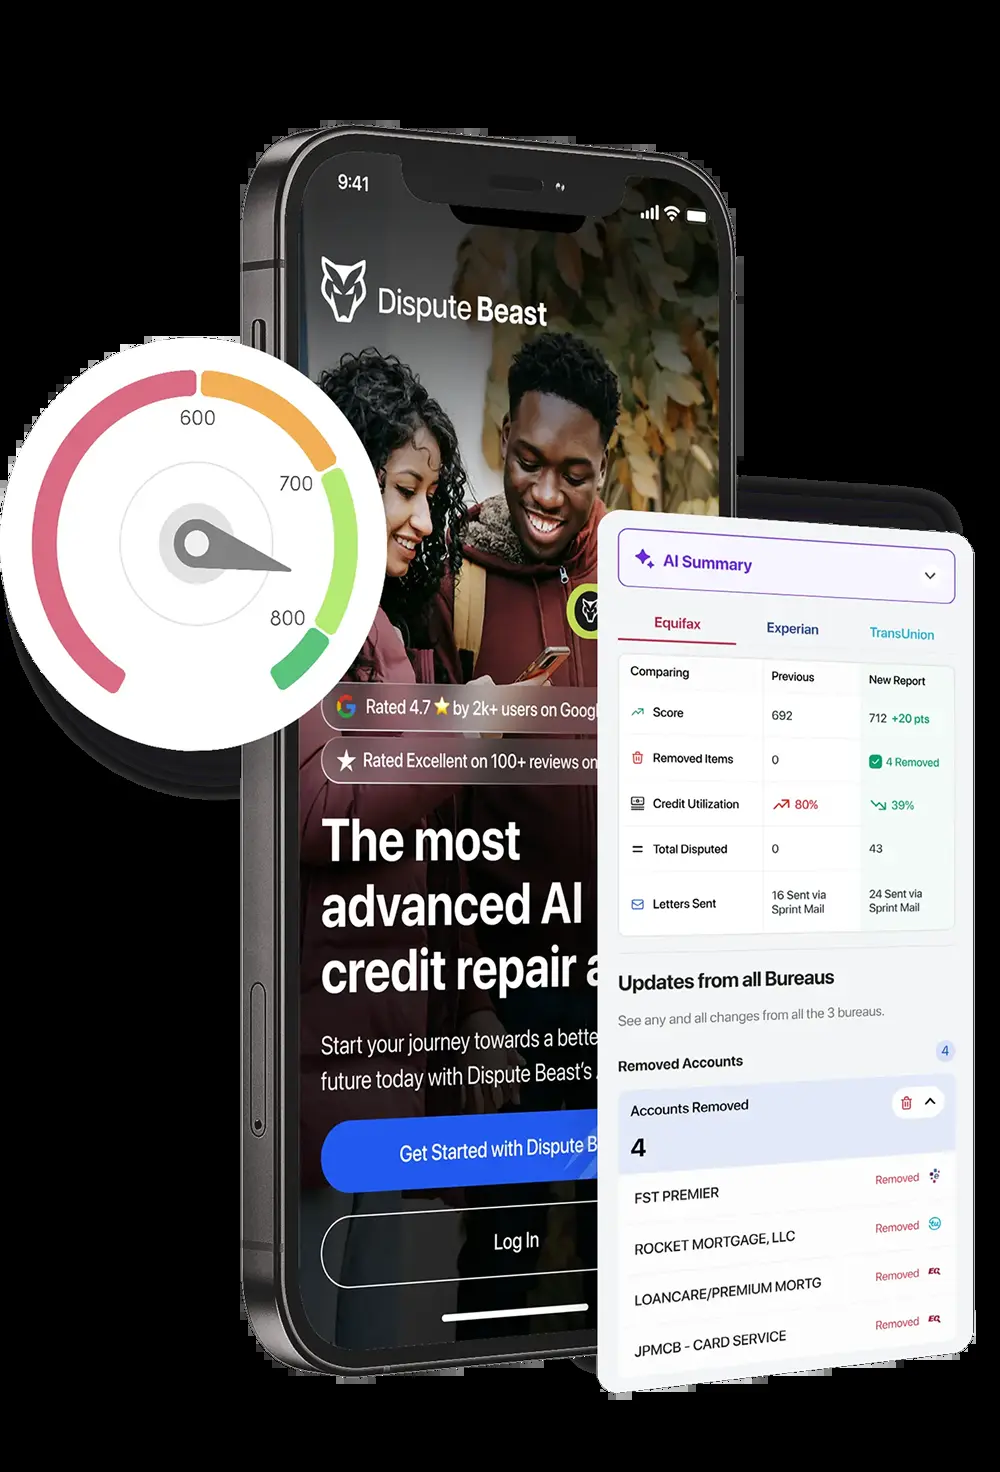 9:41
Dispute Beast
600
700
800
Rated 4.7 ⭐ by 2k+ users on Googl
Rated Excellent on 100+ reviews on
The most
advanced AI
credit repair a
Start your journey towards a bette
future today with Dispute Beast's
Get Started with Dispute B
Log In
AI Summary
Equifax Experian TransUnion
Comparing Previous New Report
Score 692 712 +20 pts
Removed Items 0 4 Removed
Credit Utilization 80% 39%
Total Disputed 0 43
Letters Sent 16 Sent via Sprint Mail 24 Sent via Sprint Mail
Updates from all Bureaus
See any and all changes from all the 3 bureaus.
Removed Accounts 4
Accounts Removed
4
FST PREMIER Removed
ROCKET MORTGAGE, LLC Removed tu
LOANCARE/PREMIUM MORTG Removed EQ
JPMCB - CARD SERVICE Removed EQ